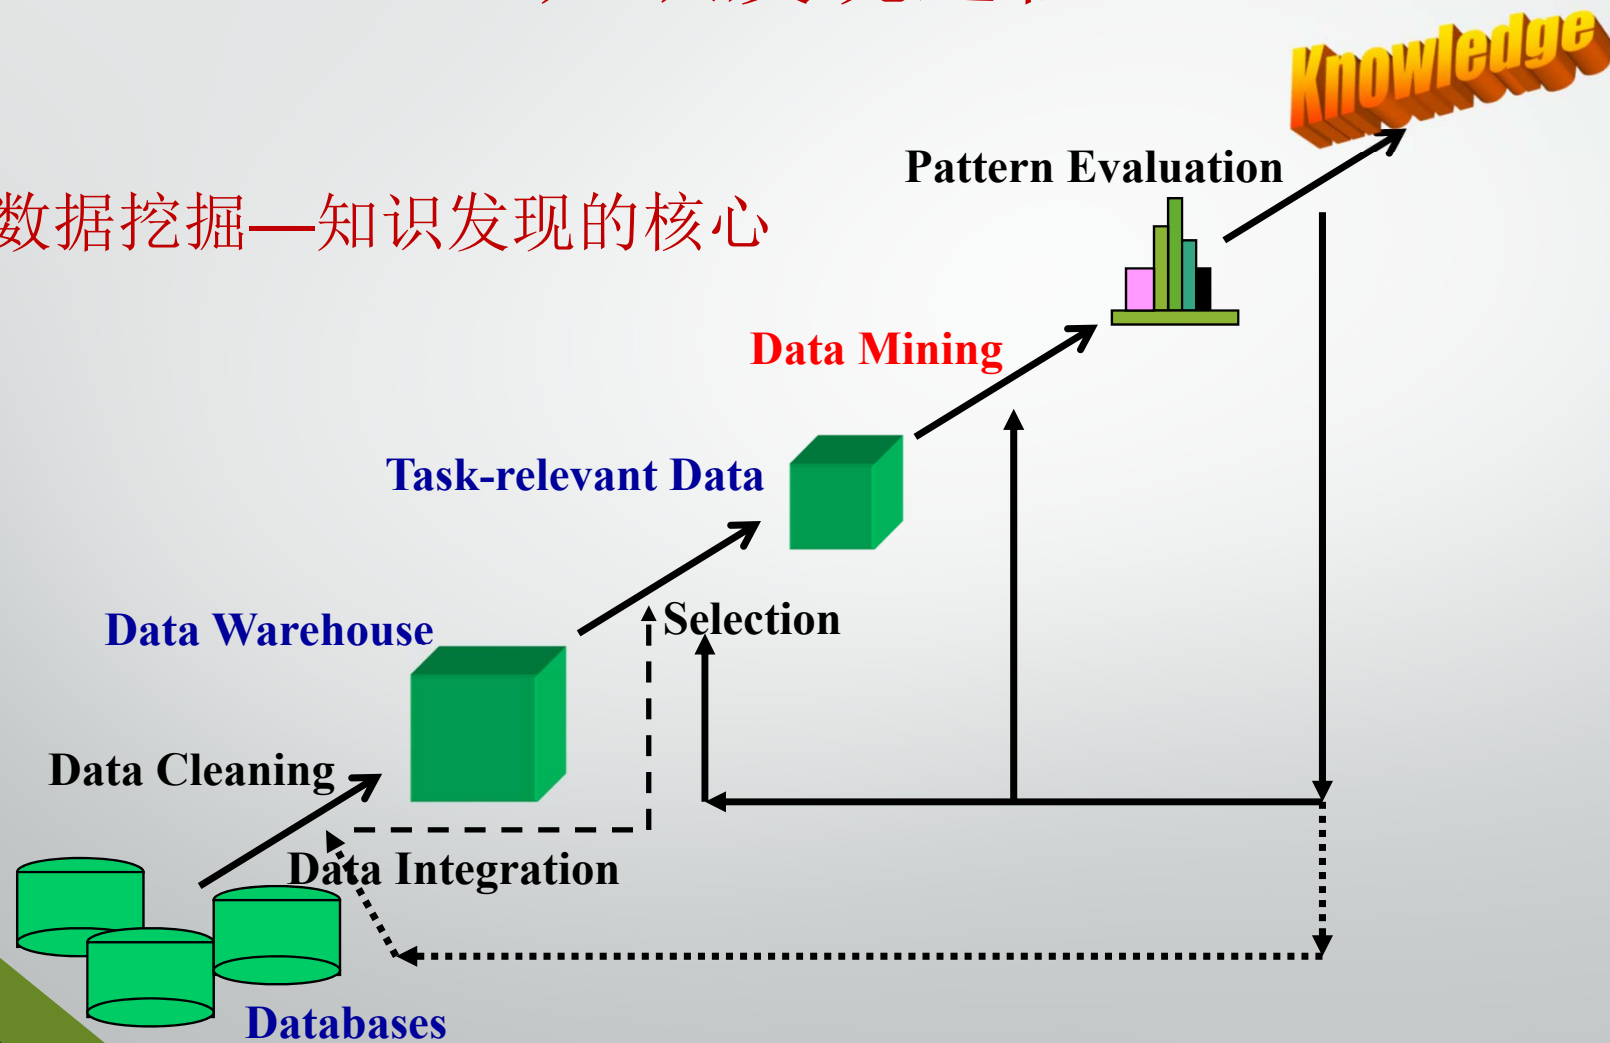 Knowledge
Pattern Evaluation
数据挖掘—知识发现的核心
Data Mining
Task-relevant Data
Selection
Data Warehouse
Data Cleaning
Data Integration
Databases